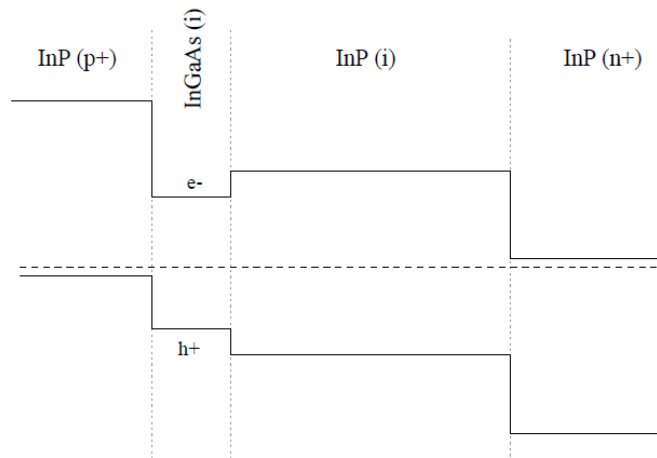 InP (p+)
InGaAs (i)
InP (i)
InP (n+)
e-
h+